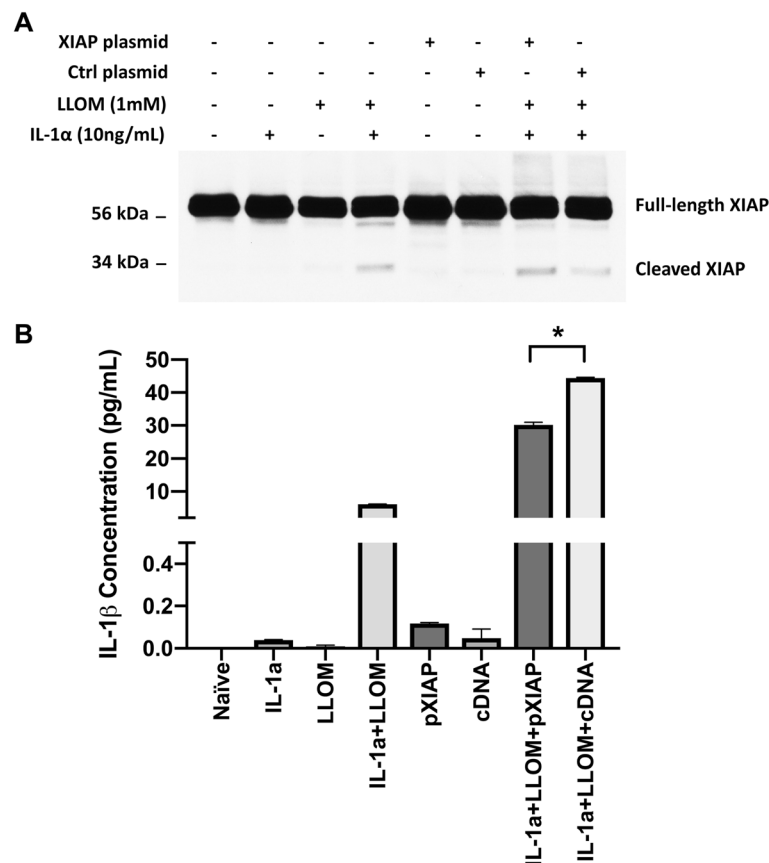 A
XIAP plasmid - - - - + - + -
Ctrl plasmid - - - - - + - +
LLOM (1mM) - - + + - - + +
IL-1α (10ng/mL) - + - + - - + +
56 kDa
Full-length XIAP
34 kDa
Cleaved XIAP
B
*
IL-1β Concentration (pg/mL)
50
40
30
20
10
0.4
0.2
0.0
Naïve
IL-1a
LLOM
IL-1a+LLOM
pXIAP
cDNA
IL-1a+LLOM+pXIAP
IL-1a+LLOM+cDNA